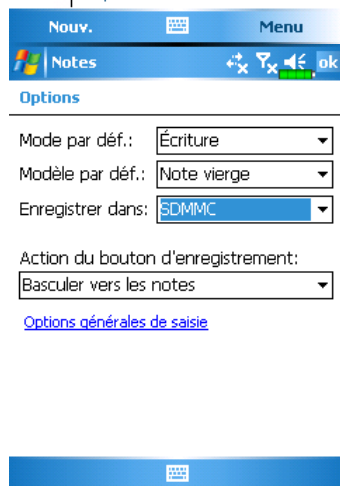 Nouv. Menu
Notes ok
Options
Mode par déf.: Écriture
Modèle par déf.: Note vierge
Enregistrer dans: SDMMC
Action du bouton d'enregistrement:
Basculer vers les notes
Options générales de saisie